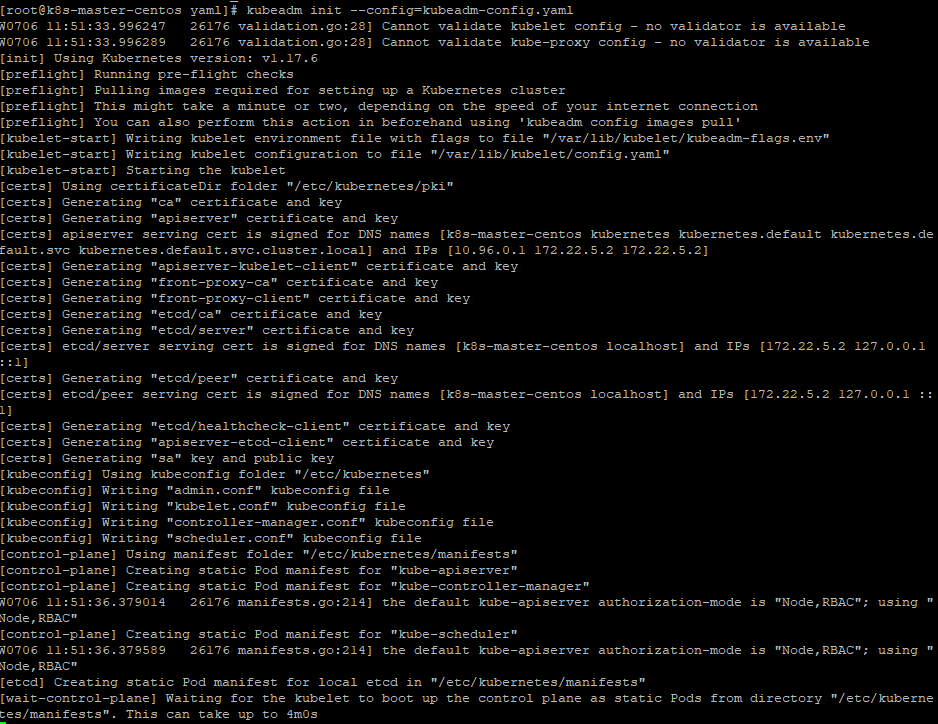 [root@k8s-master-centos yaml]# kubeadm init --config=kubeadm-config.yaml
W0706 11:51:33.996247   26176 validation.go:28] Cannot validate kubelet config - no validator is available
W0706 11:51:33.996289   26176 validation.go:28] Cannot validate kube-proxy config - no validator is available
[init] Using Kubernetes version: v1.17.6
[preflight] Running pre-flight checks
[preflight] Pulling images required for setting up a Kubernetes cluster
[preflight] This might take a minute or two, depending on the speed of your internet connection
[preflight] You can also perform this action in beforehand using 'kubeadm config images pull'
[kubelet-start] Writing kubelet environment file with flags to file "/var/lib/kubelet/kubeadm-flags.env"
[kubelet-start] Writing kubelet configuration to file "/var/lib/kubelet/config.yaml"
[kubelet-start] Starting the kubelet
[certs] Using certificateDir folder "/etc/kubernetes/pki"
[certs] Generating "ca" certificate and key
[certs] Generating "apiserver" certificate and key
[certs] apiserver serving cert is signed for DNS names [k8s-master-centos kubernetes kubernetes.default kubernetes.de
fault.svc kubernetes.default.svc.cluster.local] and IPs [10.96.0.1 172.22.5.2 172.22.5.2]
[certs] Generating "apiserver-kubelet-client" certificate and key
[certs] Generating "front-proxy-ca" certificate and key
[certs] Generating "front-proxy-client" certificate and key
[certs] Generating "etcd/ca" certificate and key
[certs] Generating "etcd/server" certificate and key
[certs] etcd/server serving cert is signed for DNS names [k8s-master-centos localhost] and IPs [172.22.5.2 127.0.0.1
::1]
[certs] Generating "etcd/peer" certificate and key
[certs] etcd/peer serving cert is signed for DNS names [k8s-master-centos localhost] and IPs [172.22.5.2 127.0.0.1 ::
1]
[certs] Generating "etcd/healthcheck-client" certificate and key
[certs] Generating "apiserver-etcd-client" certificate and key
[certs] Generating "sa" key and public key
[kubeconfig] Using kubeconfig folder "/etc/kubernetes"
[kubeconfig] Writing "admin.conf" kubeconfig file
[kubeconfig] Writing "kubelet.conf" kubeconfig file
[kubeconfig] Writing "controller-manager.conf" kubeconfig file
[kubeconfig] Writing "scheduler.conf" kubeconfig file
[control-plane] Using manifest folder "/etc/kubernetes/manifests"
[control-plane] Creating static Pod manifest for "kube-apiserver"
[control-plane] Creating static Pod manifest for "kube-controller-manager"
W0706 11:51:36.379014   26176 manifests.go:214] the default kube-apiserver authorization-mode is "Node,RBAC"; using "
Node,RBAC"
[control-plane] Creating static Pod manifest for "kube-scheduler"
W0706 11:51:36.379589   26176 manifests.go:214] the default kube-apiserver authorization-mode is "Node,RBAC"; using "
Node,RBAC"
[etcd] Creating static Pod manifest for local etcd in "/etc/kubernetes/manifests"
[wait-control-plane] Waiting for the kubelet to boot up the control plane as static Pods from directory "/etc/kuberne
tes/manifests". This can take up to 4m0s